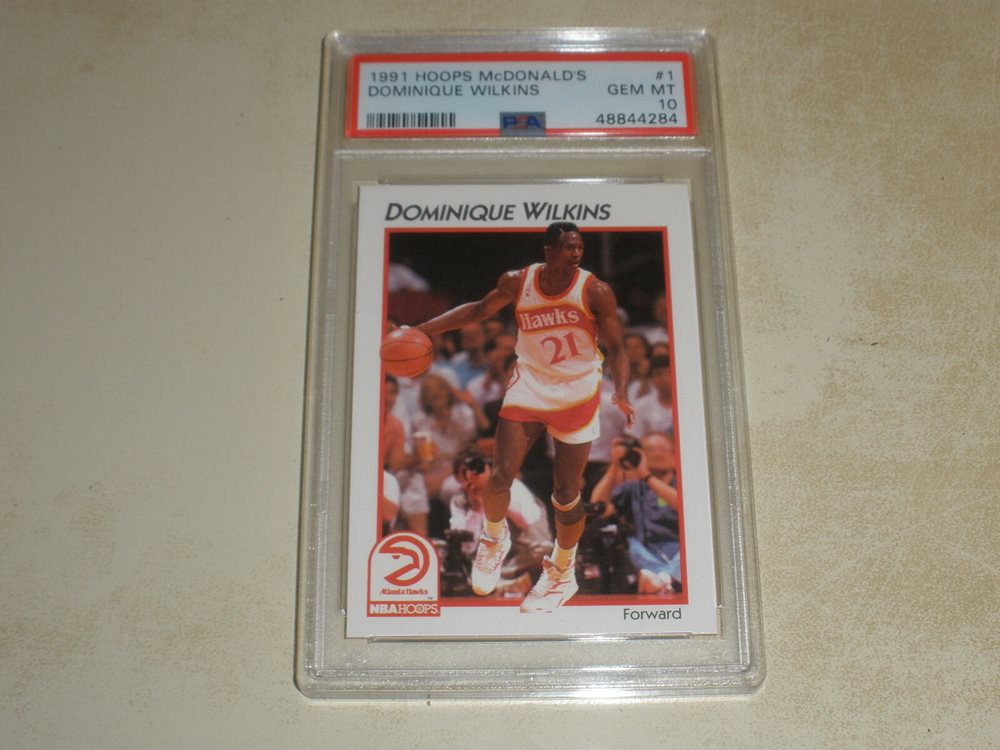 1991 HOOPS McDONALD'S #1
DOMINIQUE WILKINS GEM MT
10
PSA 48844284
DOMINIQUE WILKINS
Hawks
21
Atlanta Hawks
NBA HOOPS
Forward